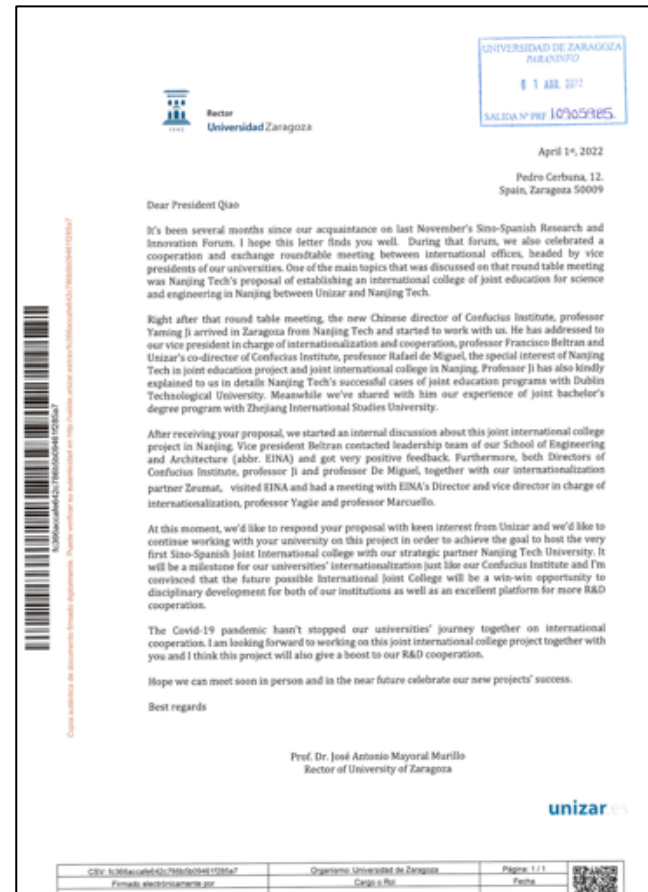 UNIVERSIDAD DE ZARAGOZA
PARANINFO
0 1 ABR. 2022
SALIDA Nº PRF 10905985
1542
Rector
Universidad Zaragoza
April 1st, 2022
Pedro Cerbuna, 12.
Spain, Zaragoza 50009
Dear President Qiao
It's been several months since our acquaintance on last November's Sino-Spanish Research and
Innovation Forum. I hope this letter finds you well. During that forum, we also celebrated a
cooperation and exchange roundtable meeting between international offices, headed by vice
presidents of our universities. One of the main topics that was discussed on that round table meeting
was Nanjing Tech's proposal of establishing an international college of joint education for science
and engineering in Nanjing between Unizar and Nanjing Tech.
Right after that round table meeting, the new Chinese director of Confucius Institute, professor
Yaming Ji arrived in Zaragoza from Nanjing Tech and started to work with us. He has addressed to
our vice president in charge of internationalization and cooperation, professor Francisco Beltran and
Unizar's co-director of Confucius Institute, professor Rafael de Miguel, the special interest of Nanjing
Tech in joint education project and joint international college in Nanjing. Professor Ji has also kindly
explained to us in details Nanjing Tech's successful cases of joint education programs with Dublin
Technological University. Meanwhile we've shared with him our experience of joint bachelor's
degree program with Zhejiang International Studies University.
After receiving your proposal, we started an internal discussion about this joint international college
project in Nanjing. Vice president Beltran contacted leadership team of our School of Engineering
and Architecture (abbr. EINA) and got very positive feedback. Furthermore, both Directors of
Confucius Institute, professor Ji and professor De Miguel, together with our internationalization
partner Zeumat, visited EINA and had a meeting with EINA's Director and vice director in charge of
internationalization, professor Yagüe and professor Marcuello.
At this moment, we'd like to respond your proposal with keen interest from Unizar and we'd like to
continue working with your university on this project in order to achieve the goal to host the very
first Sino-Spanish Joint International college with our strategic partner Nanjing Tech University. It
will be a milestone for our universities' internationalization just like our Confucius Institute and I'm
convinced that the future possible International Joint College will be a win-win opportunity to
disciplinary development for both of our institutions as well as an excellent platform for more R&D
cooperation.
The Covid-19 pandemic hasn't stopped our universities' journey together on international
cooperation. I am looking forward to working on this joint international college project together with
you and I think this project will also give a boost to our R&D cooperation.
Hope we can meet soon in person and in the near future celebrate our new projects' success.
Best regards
Prof. Dr. José Antonio Mayoral Murillo
Rector of University of Zaragoza
unizar.es
Copia auténtica de documento firmado digitalmente. Puede verificar su autenticidad en
CSV:
Organismo: Universidad de Zaragoza
Página: 1 / 1
Firmado electrónicamente por
Cargo o Rol
Fecha